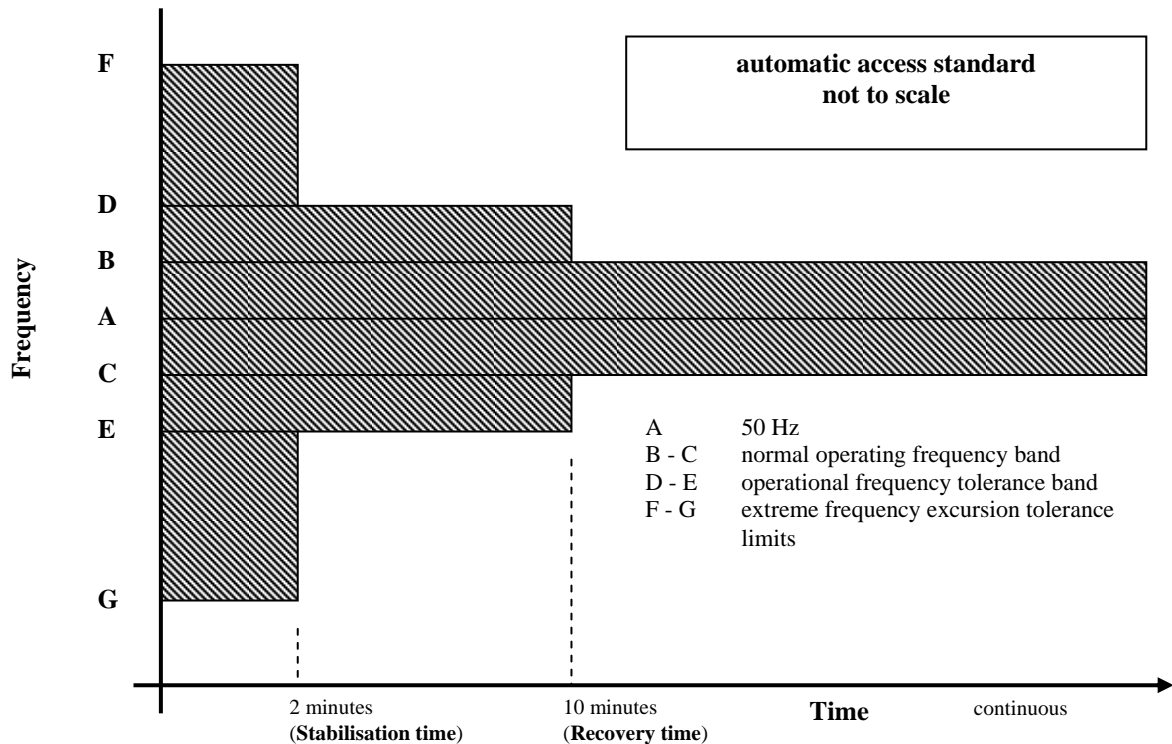 F
automatic access standard
not to scale
D
B
A
C
E
G
Frequency
A 50 Hz
B - C normal operating frequency band
D - E operational frequency tolerance band
F - G extreme frequency excursion tolerance
limits
2 minutes
(Stabilisation time)
10 minutes
(Recovery time)
Time
continuous